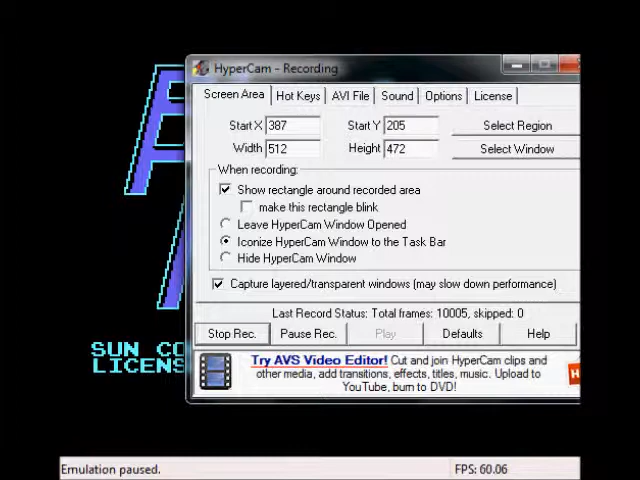 HyperCam - Recording
Screen Area Hot Keys AVI File Sound Options License
Start X 387 Start Y 205 Select Region
Width 512 Height 472 Select Window
When recording:
Show rectangle around recorded area
make this rectangle blink
Leave HyperCam Window Opened
Iconize HyperCam Window to the Task Bar
Hide HyperCam Window
Capture layered/transparent windows (may slow down performance)
Last Record Status: Total frames: 10005, skipped: 0
Stop Rec. Pause Rec. Play Defaults Help
SUN CO
LICENS
Try AVS Video Editor! Cut and join HyperCam clips and
other media, add transitions, effects, titles, music. Upload to
YouTube, burn to DVD!
H
Emulation paused. FPS: 60.06